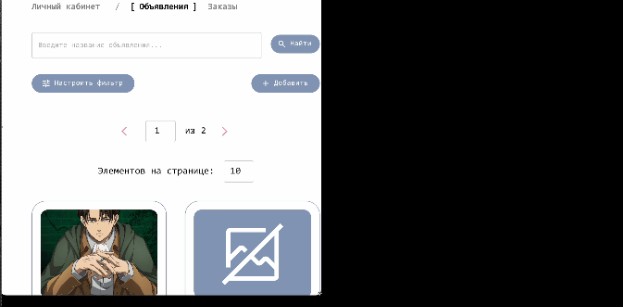 Личный кабинет / [ Объявления ] Заказы
Введите название объявления...
Найти
Настроить фильтр
Добавить
1 из 2
Элементов на странице: 10